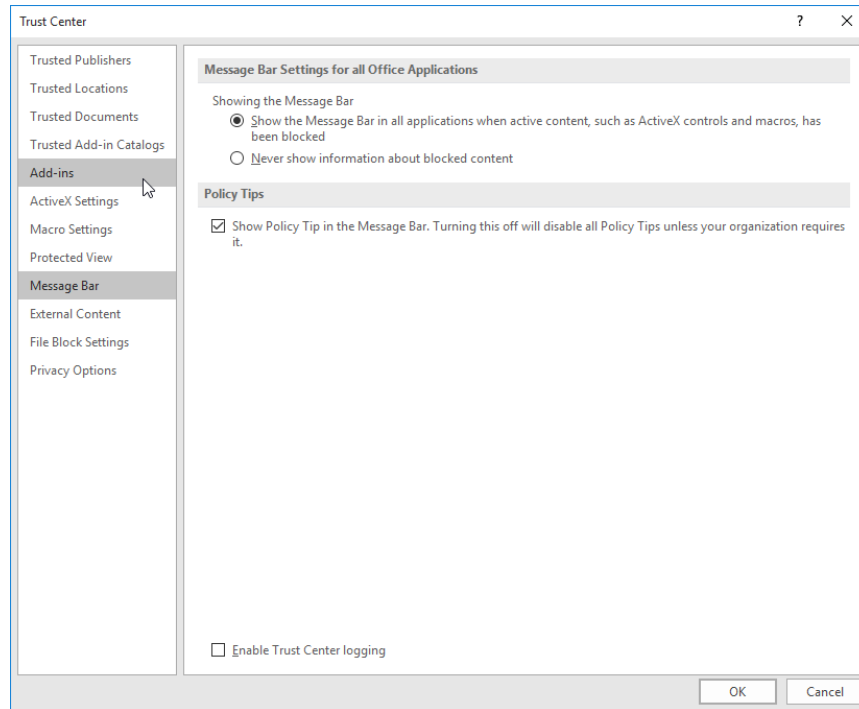 Trust Center
?
Trusted Publishers
Trusted Locations
Trusted Documents
Trusted Add-in Catalogs
Add-ins
ActiveX Settings
Macro Settings
Protected View
Message Bar
External Content
File Block Settings
Privacy Options
Message Bar Settings for all Office Applications
Showing the Message Bar
Show the Message Bar in all applications when active content, such as ActiveX controls and macros, has
been blocked
Never show information about blocked content
Policy Tips
Show Policy Tip in the Message Bar. Turning this off will disable all Policy Tips unless your organization requires
it.
Enable Trust Center logging
OK
Cancel